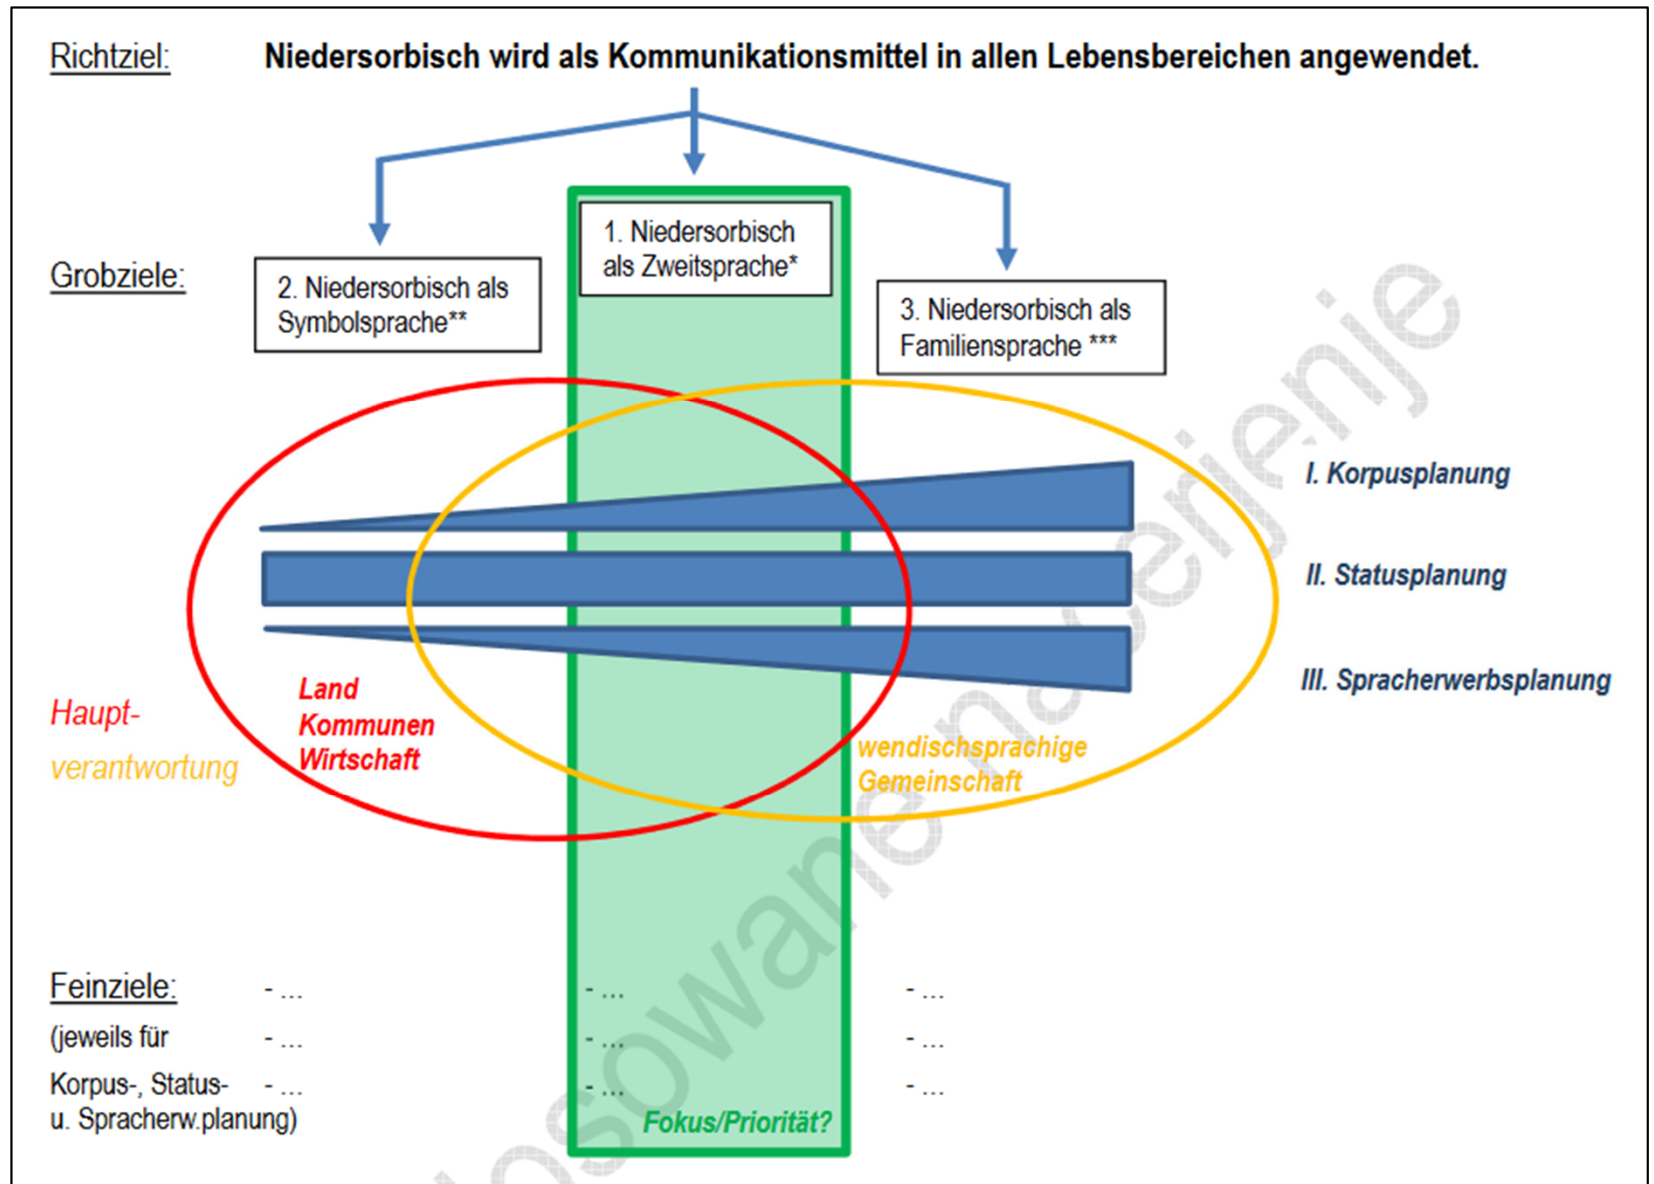 Richtziel: Niedersorbisch wird als Kommunikationsmittel in allen Lebensbereichen angewendet.
Grobziele:
2. Niedersorbisch als
Symbolsprache**
1. Niedersorbisch
als Zweitsprache*
3. Niedersorbisch als
Familiensprache ***
I. Korpusplanung
II. Statusplanung
III. Spracherwerbsplanung
Haupt-
verantwortung
Land
Kommunen
Wirtschaft
wendischsprachige
Gemeinschaft
Feinziele: - ... - ... - ...
(jeweils für - ... - ... - ...
Korpus-, Status- - ... - ... - ...
u. Spracherw.planung)
Fokus/Priorität?